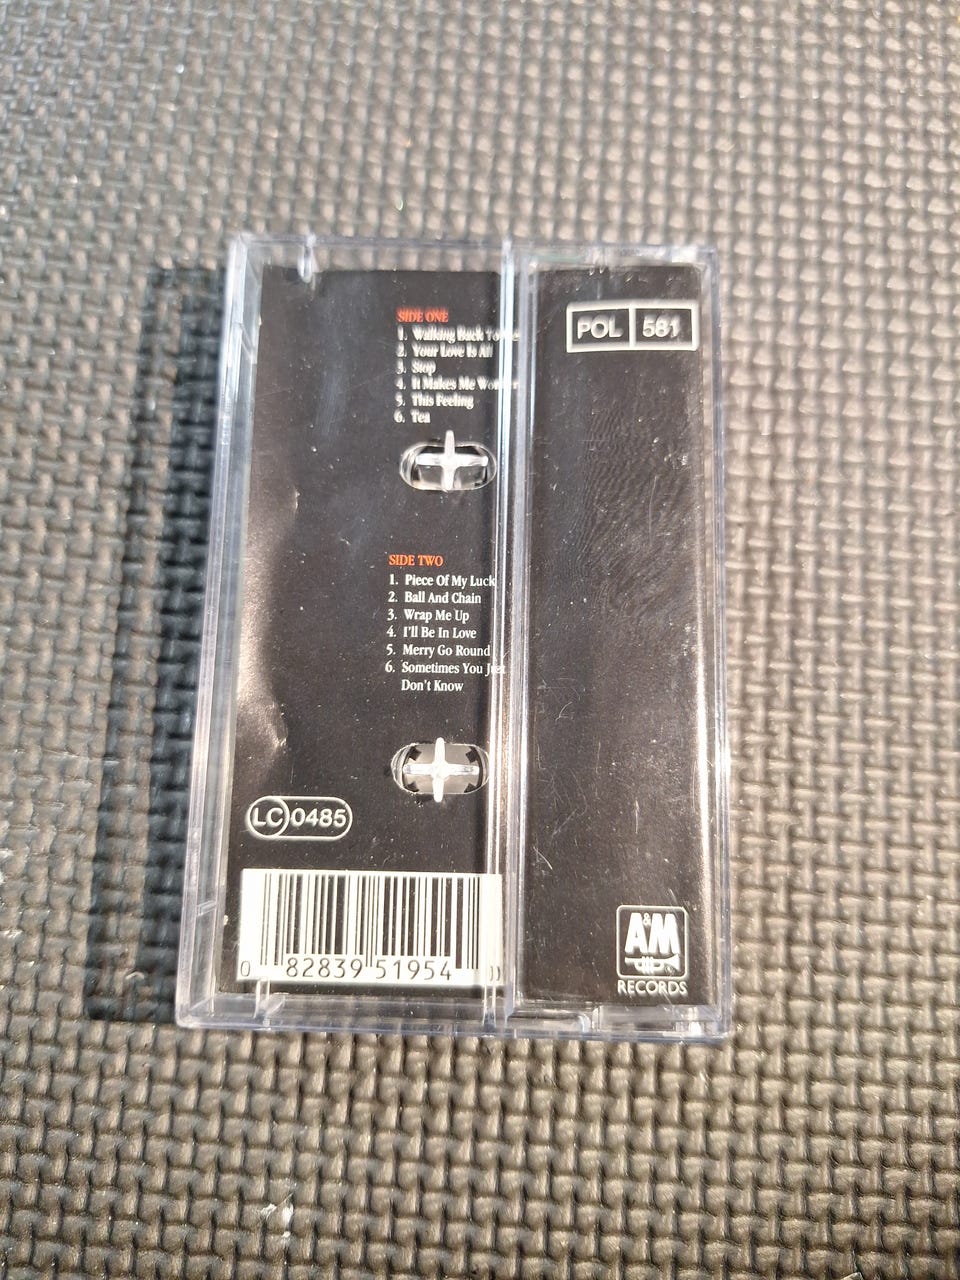 SIDE ONE
1. Walking Back To
2. Your Love Is All
3. Stop
4. It Makes Me
5. This Feeling
6. Tea
SIDE TWO
1. Piece Of My Luck
2. Ball And Chain
3. Wrap Me Up
4. I'll Be In Love
5. Merry Go Round
6. Sometimes You Just
Don't Know
LC 0485
0 82839 51954
POL 581
A&M
RECORDS